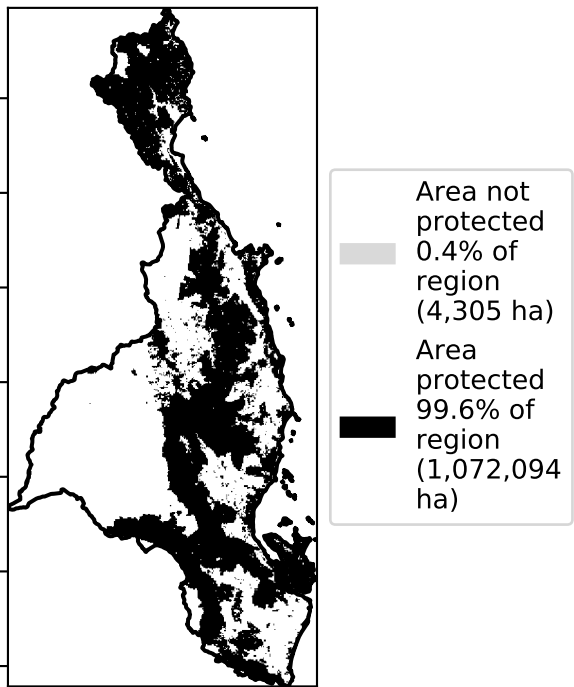 Area not
protected
0.4% of
region
(4,305 ha)
Area
protected
99.6% of
region
(1,072,094
ha)